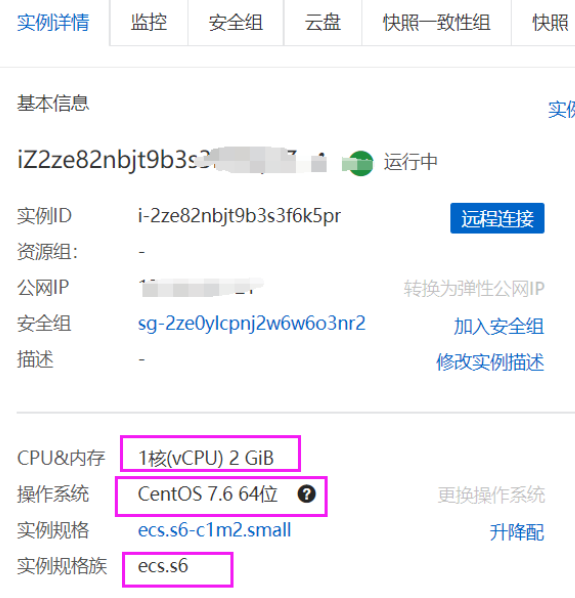 实例详情 监控 安全组 云盘 快照一致性组 快照
基本信息 实例
iZ2ze82nbjt9b3s3 运行中
实例ID i-2ze82nbjt9b3s3f6k5pr 远程连接
资源组: -
公网IP 转换为弹性公网IP
安全组 sg-2ze0ylcpnj2w6w6o3nr2 加入安全组
描述 - 修改实例描述
CPU&内存 1核(vCPU) 2 GiB
操作系统 CentOS 7.6 64位 ? 更换操作系统
实例规格 ecs.s6-c1m2.small 升降配
实例规格族 ecs.s6